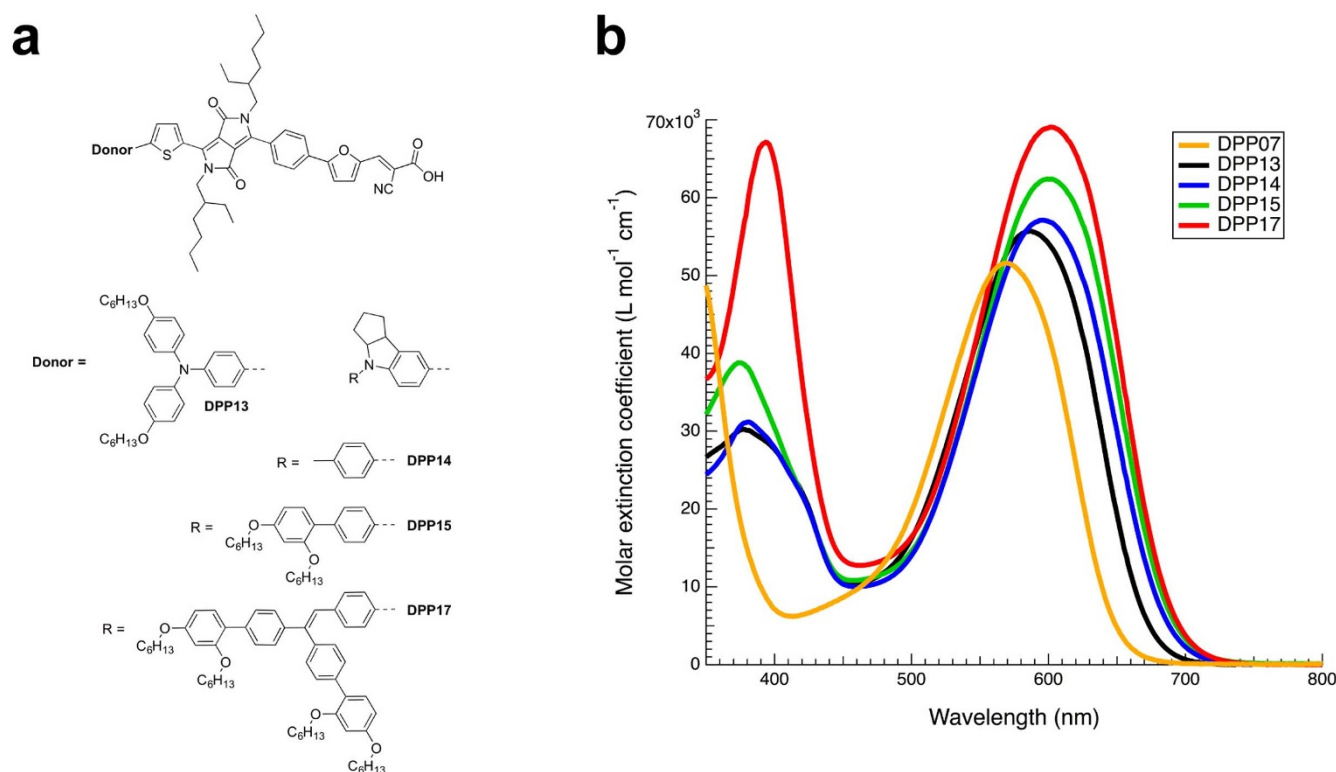 a
O
N
Donor
S
N
O
O
O
OH
CN
Donor =
C6H13O
N
C6H13O
DPP13
R
N
R =
DPP14
R =
DPP15
O
C6H13
O
C6H13
R =
DPP17
O
C6H13
O
C6H13
O
C6H13
O
C6H13
b
Molar extinction coefficient (L mol⁻¹ cm⁻¹)
70x10³
60
50
40
30
20
10
0
400
500
600
700
800
Wavelength (nm)
DPP07
DPP13
DPP14
DPP15
DPP17